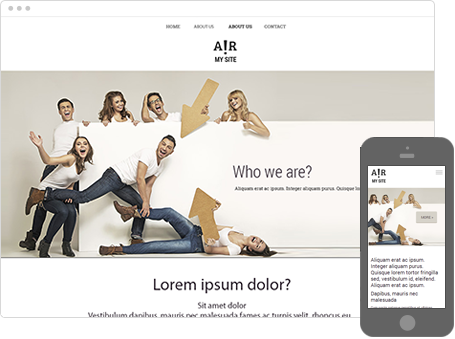 HOME ABOUT US ABOUT US CONTACT
A!R
MY SITE
Who we are?
Aliquam erat ac ipsum. Integer aliquam purus. Quisque lo
Lorem ipsum dolor?
Sit amet dolor
Vestibulum dapibus, mauris nec malesuada fames ac turpis velit, rhoncus eu
A!R
MY SITE
Aliquam erat ac ipsum.
Integer aliquam purus.
Quisque lorem tortor fringilla
sed, vestibulum id, eleifend.
Aliquam erat ac ipsum.
Dapibus, mauris nec
malesuada